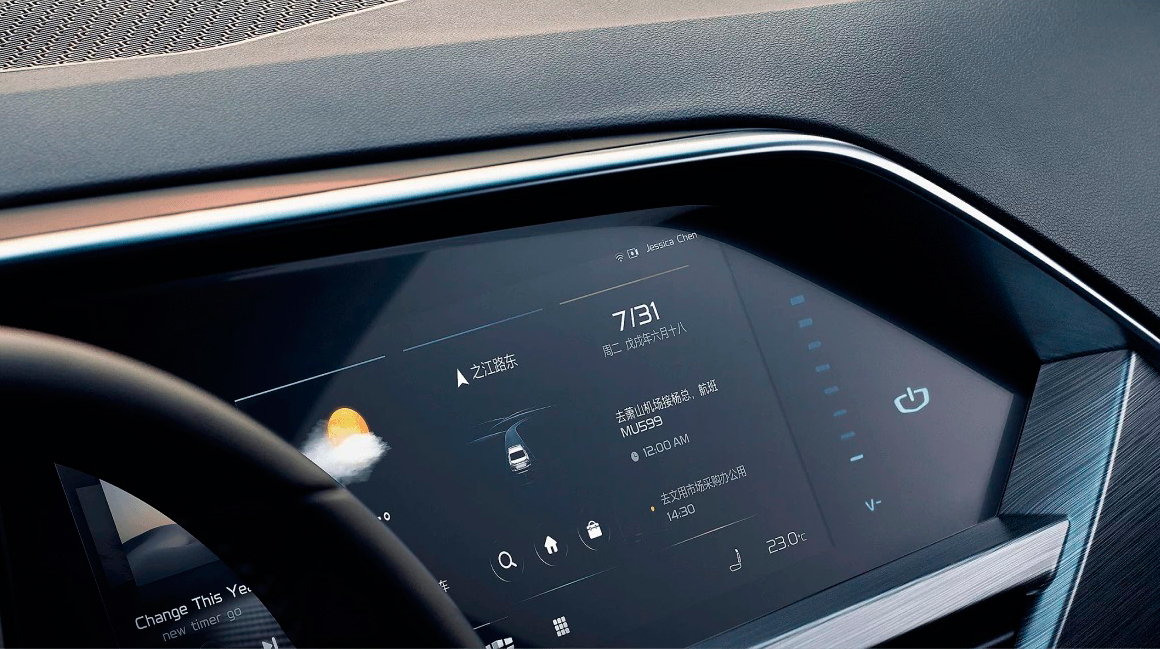 Jessica Chen
7/31
周二 戊戌年六月十八
之江路东
去萧山机场接杨总，航班
MU599
12:00 AM
去文用市场采购办公用
14:30
23.0°C
V-
车
Change This Yea
new timer go